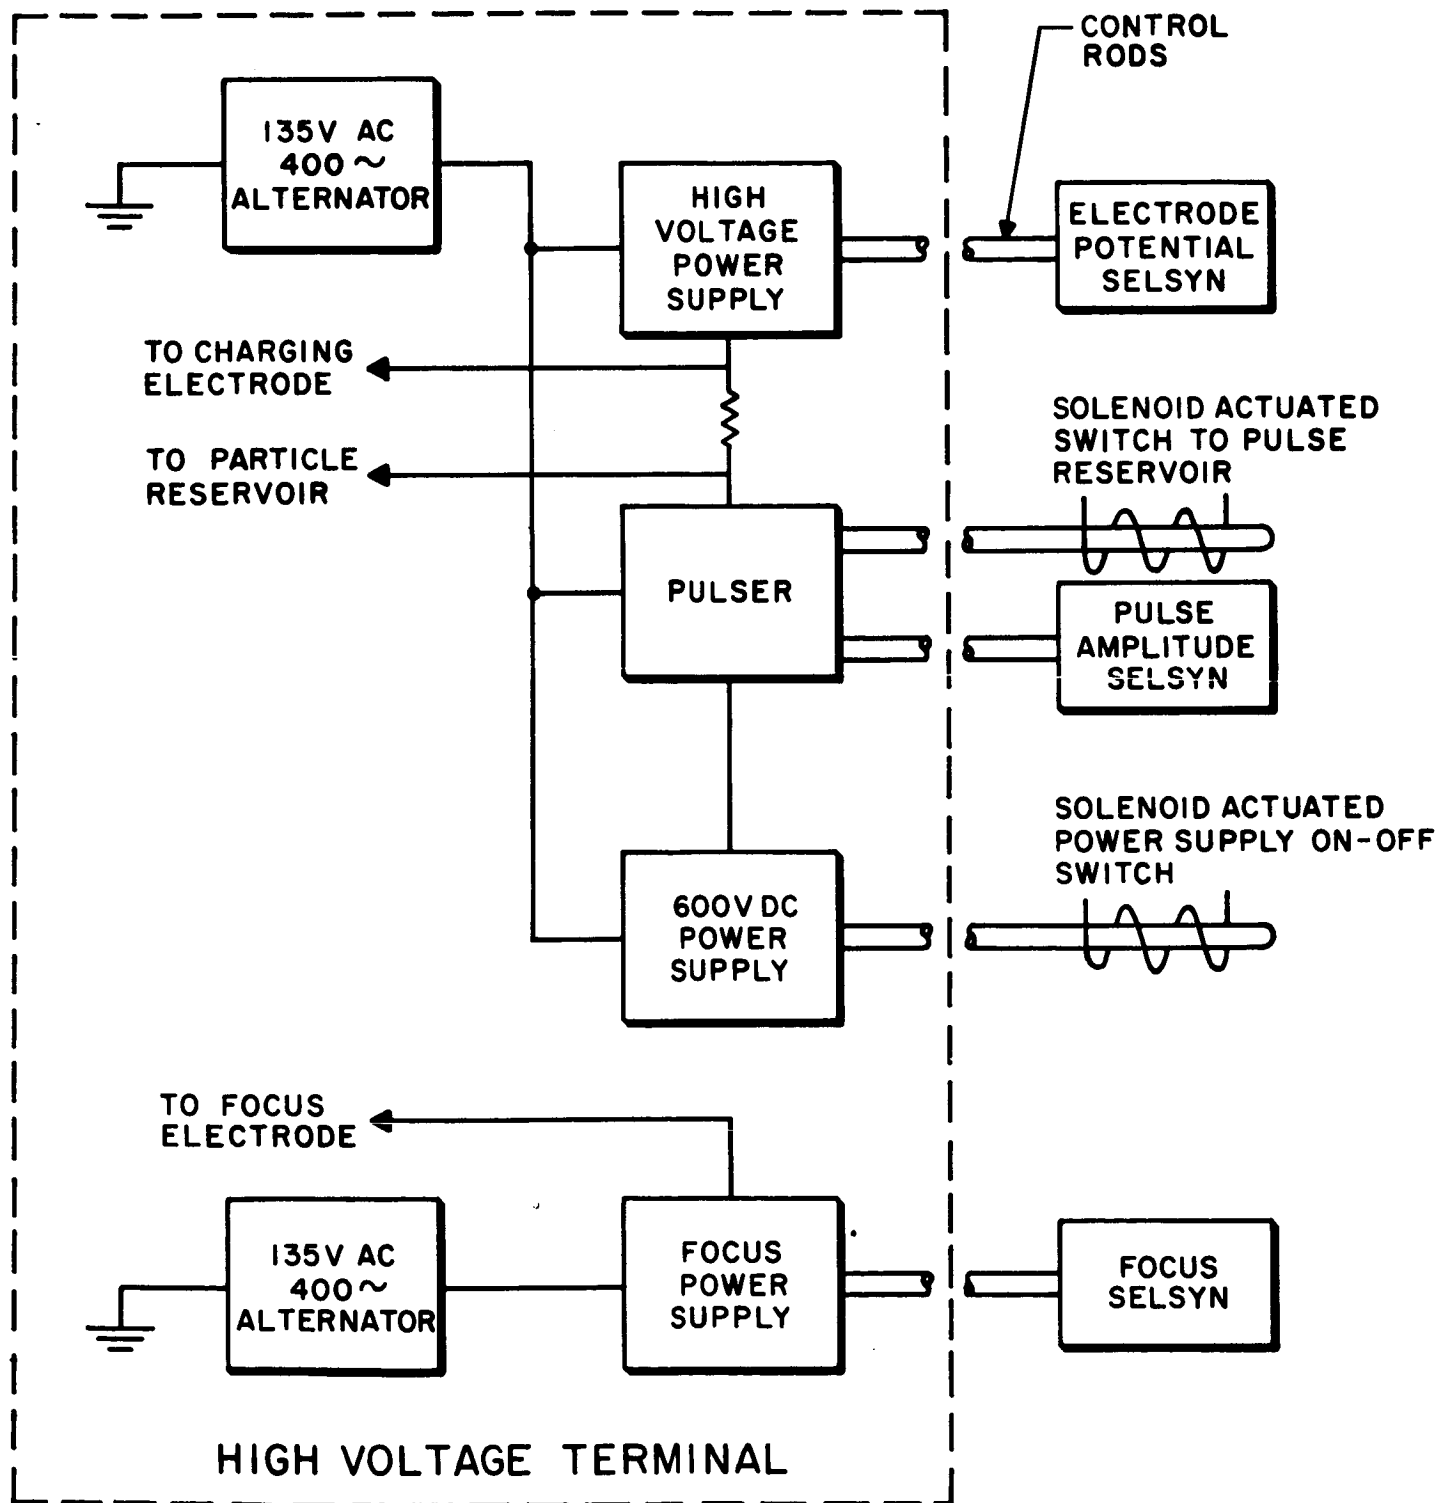 CONTROL
RODS
135V AC
400 ~
ALTERNATOR
HIGH
VOLTAGE
POWER
SUPPLY
ELECTRODE
POTENTIAL
SELSYN
TO CHARGING
ELECTRODE
TO PARTICLE
RESERVOIR
SOLENOID ACTUATED
SWITCH TO PULSE
RESERVOIR
PULSER
PULSE
AMPLITUDE
SELSYN
SOLENOID ACTUATED
POWER SUPPLY ON-OFF
SWITCH
600V DC
POWER
SUPPLY
TO FOCUS
ELECTRODE
135V AC
400 ~
ALTERNATOR
FOCUS
POWER
SUPPLY
FOCUS
SELSYN
HIGH VOLTAGE TERMINAL